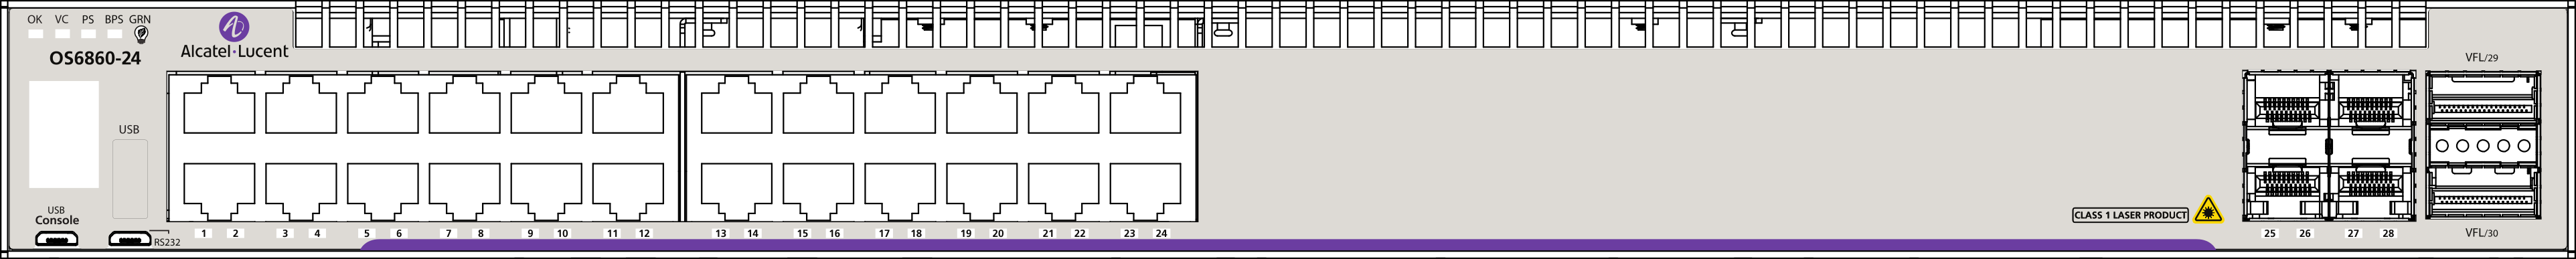 OK VC PS BPS GRN
OS6860-24
Alcatel·Lucent
USB
USB
Console
RS232
1 2 3 4 5 6 7 8 9 10 11 12 13 14 15 16 17 18 19 20 21 22 23 24
CLASS 1 LASER PRODUCT
25 26 27 28
VFL/29
VFL/30